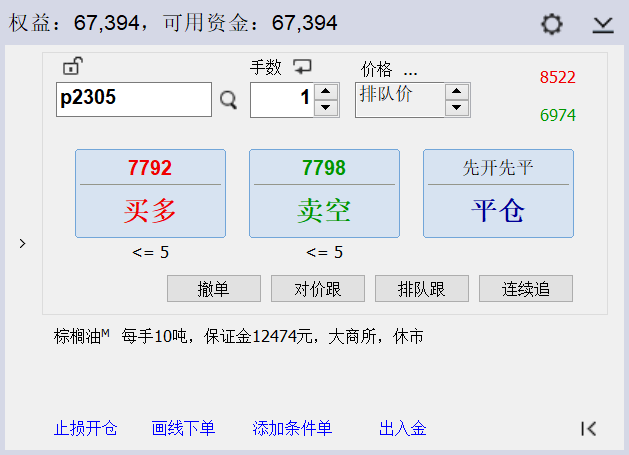 权益：67,394，可用资金：67,394
手数 价格 ...
p2305 1 排队价
8522
6974
7792 7798 先开先平
买多 卖空 平仓
<= 5 <= 5
撤单 对价跟 排队跟 连续追
棕榈油M 每手10吨，保证金12474元，大商所，休市
止损开仓 画线下单 添加条件单 出入金